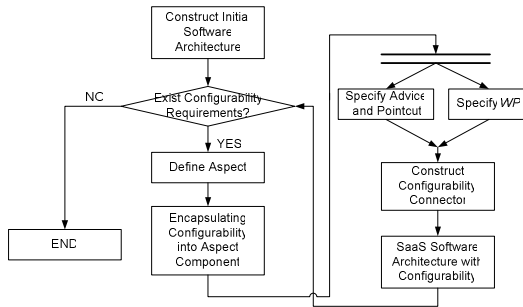 Construct Initia
Software
Architecture
Exist Configurability
Requirements?
NC
YES
Define Aspect
Encapsulating
Configurability
into Aspect
Component
END
Specify Advice
and Pointcut
Specify WP
Construct
Configurability
Connector
SaaS Software
Architecture with
Configurability